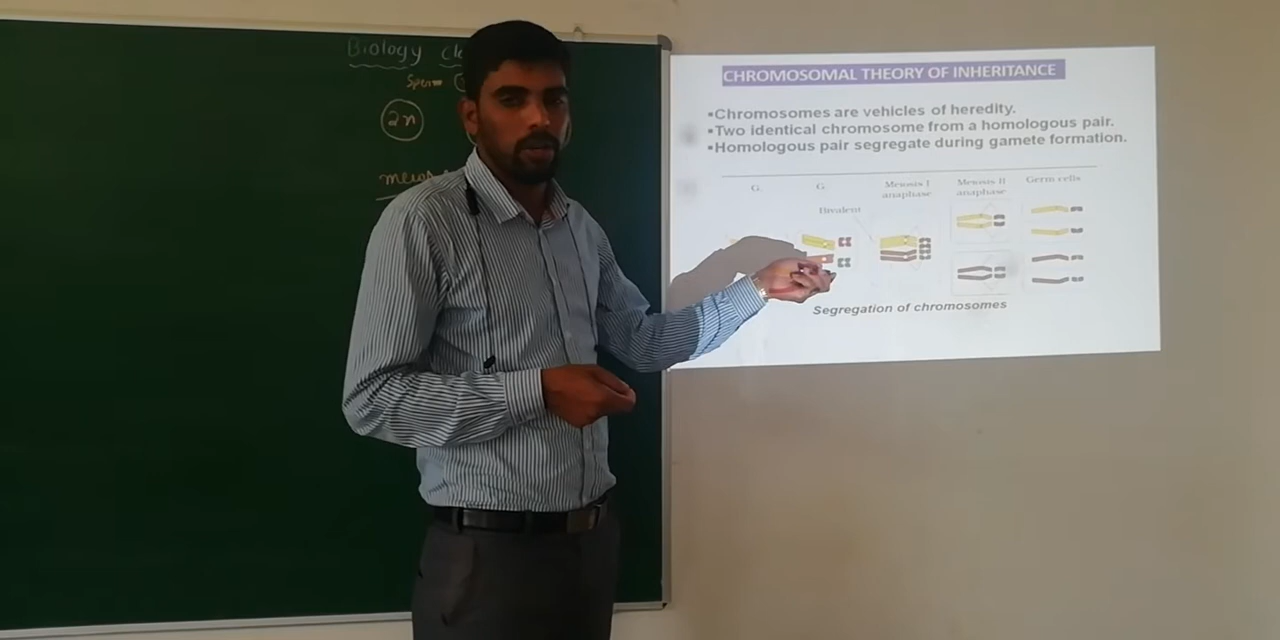 Biology
Sperm
2n
CHROMOSOMAL THEORY OF INHERITANCE
▪Chromosomes are vehicles of heredity.
▪Two identical chromosome from a homologous pair.
▪Homologous pair segregate during gamete formation.
G.
G.
Meiosis I
anaphase
Meiosis II
anaphase
Germ cells
Bivalent
Segregation of chromosomes